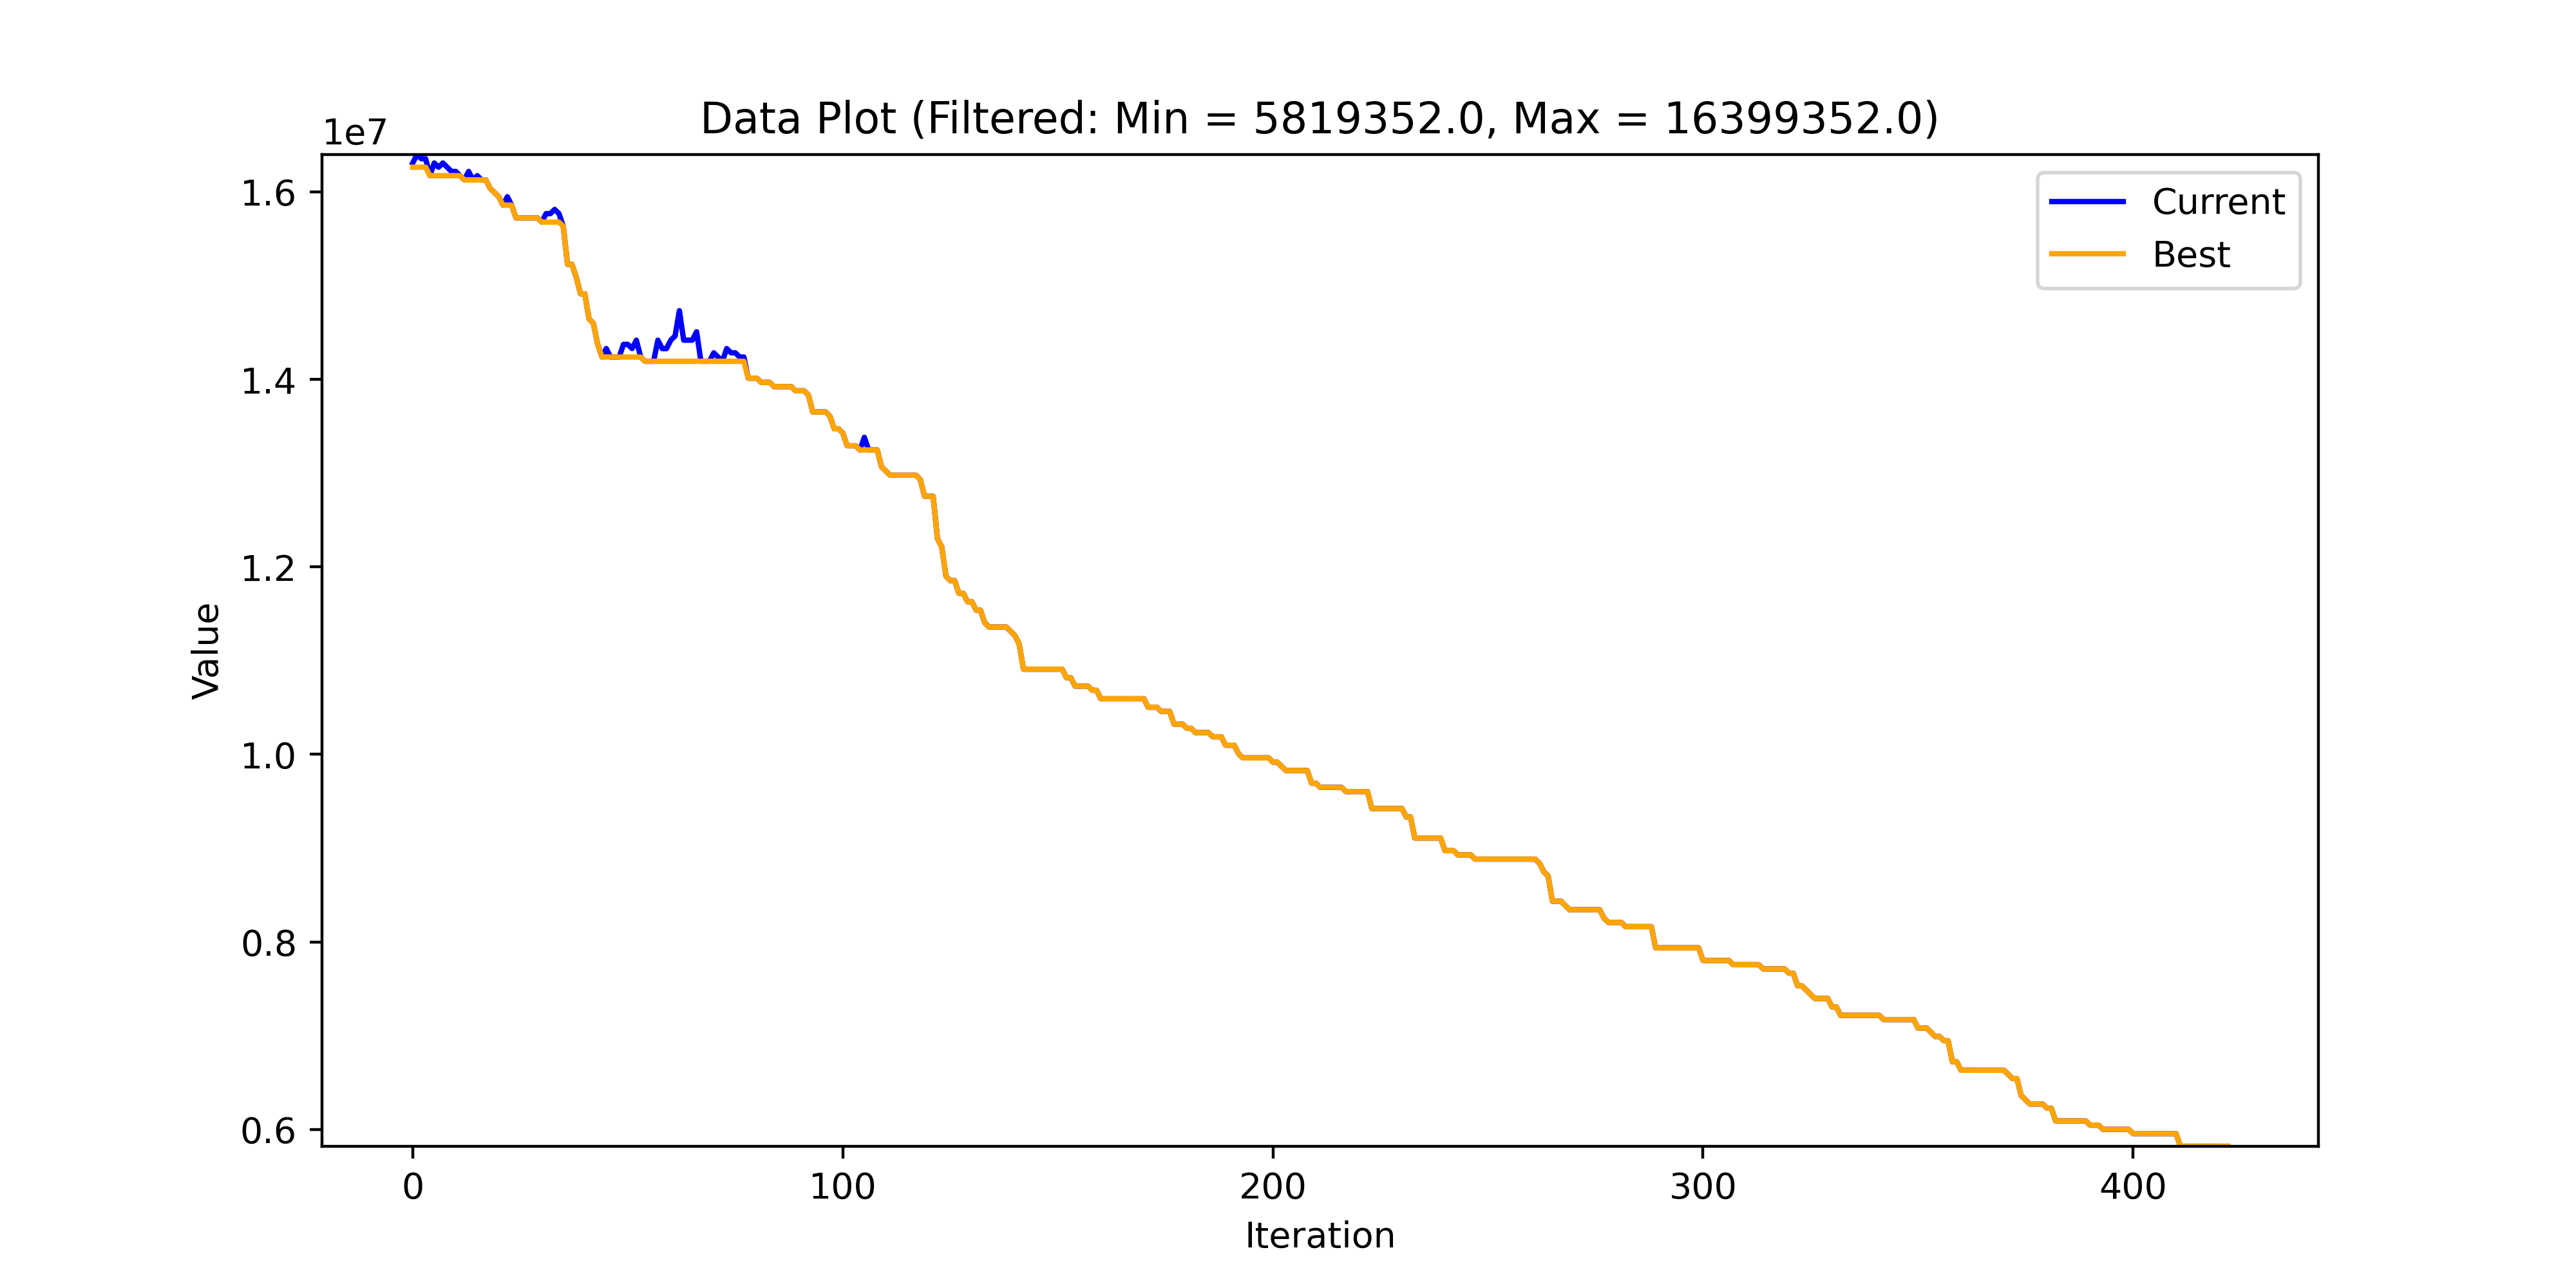 Data Plot (Filtered: Min = 5819352.0, Max = 16399352.0)
1e7
1.6
1.4
1.2
1.0
0.8
0.6
Value
0 100 200 300 400
Iteration
Current
Best